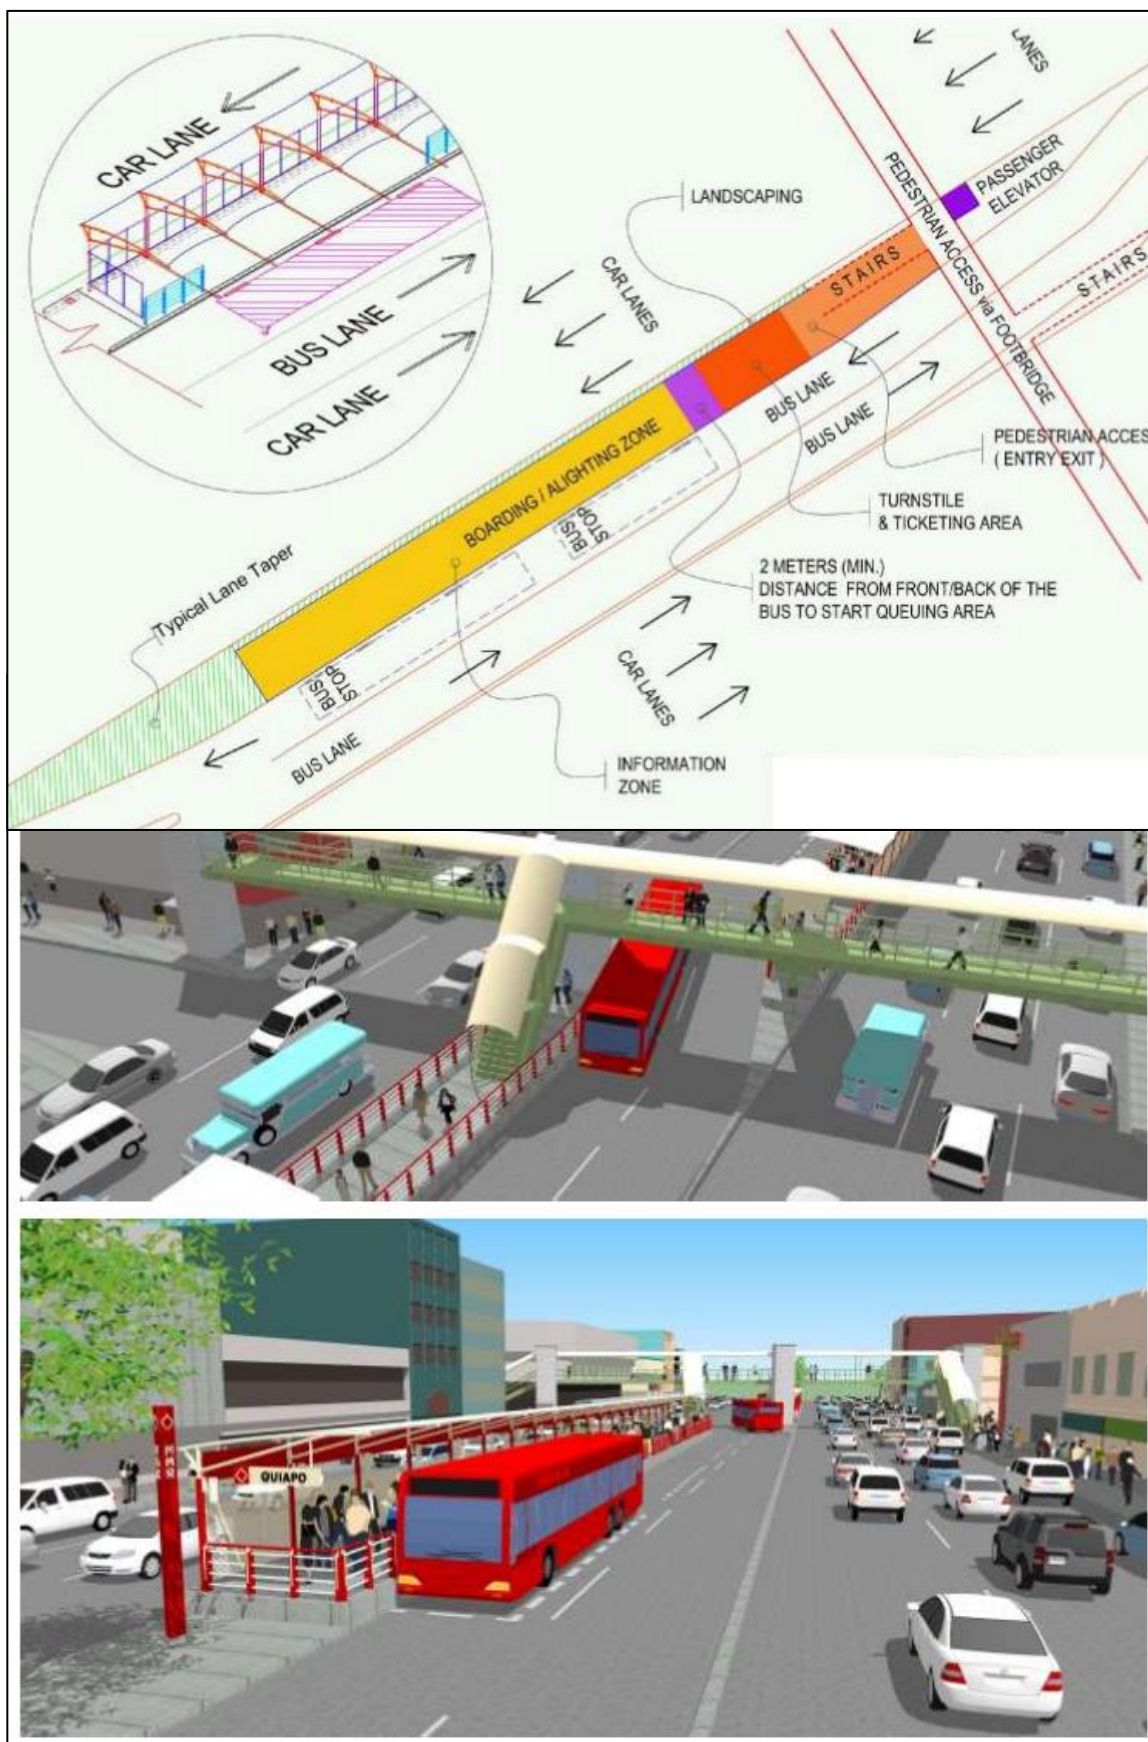 CAR LANE
BUS LANE
CAR LANE
LANES
PEDESTRIAN ACCESS via FOOTBRIDGE
PASSENGER
ELEVATOR
LANDSCAPING
STAIRS
STAIRS
CAR LANES
BUS LANE
BUS LANE
PEDESTRIAN ACCES
( ENTRY EXIT )
BOARDING / ALIGHTING ZONE
TURNSTILE
& TICKETING AREA
BUS
STOP
2 METERS (MIN.)
DISTANCE FROM FRONT/BACK OF THE
BUS TO START QUEUING AREA
Typical Lane Taper
BUS
STOP
CAR LANES
BUS LANE
INFORMATION
ZONE
QUIAPO